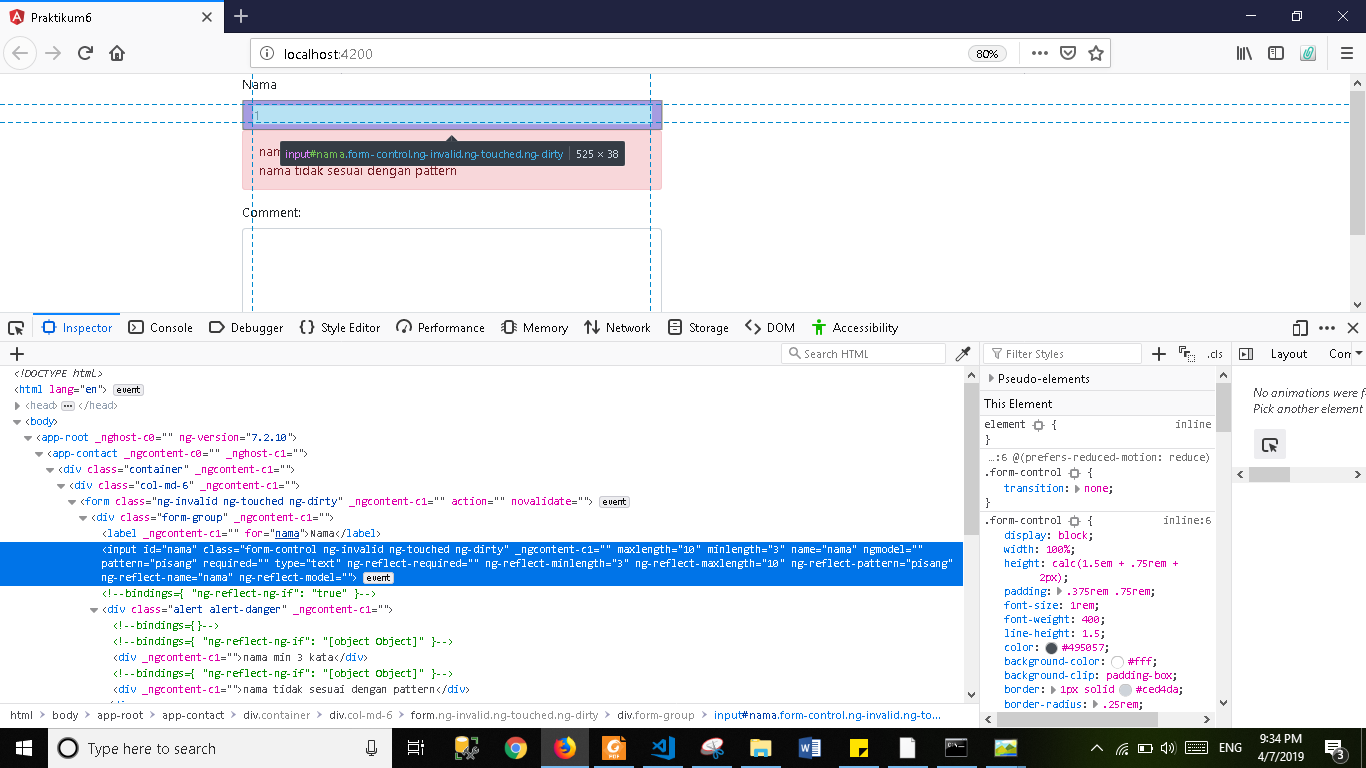 Praktikum6
localhost:4200
80%
Nama
1
input#nama.form-control.ng-invalid.ng-touched.ng-dirty | 525 × 38
nama tidak sesuai dengan pattern
Comment:
Inspector Console Debugger Style Editor Performance Memory Network Storage DOM Accessibility
Search HTML
Filter Styles
.cls
Layout
<!DOCTYPE html>
<html lang="en"> event
<head> ••• </head>
<body>
<app-root _nghost-c0="" ng-version="7.2.10">
<app-contact _ngcontent-c0="" _nghost-c1="">
<div class="container" _ngcontent-c1="">
<div class="col-md-6" _ngcontent-c1="">
<form class="ng-invalid ng-touched ng-dirty" _ngcontent-c1="" action="" novalidate=""> event
<div class="form-group" _ngcontent-c1="">
<label _ngcontent-c1="" for="nama">Nama</label>
<input id="nama" class="form-control ng-invalid ng-touched ng-dirty" _ngcontent-c1="" maxlength="10" minlength="3" name="nama" ngmodel=""
pattern="pisang" required="" type="text" ng-reflect-required="" ng-reflect-minlength="3" ng-reflect-maxlength="10" ng-reflect-pattern="pisang"
ng-reflect-name="nama" ng-reflect-model=""> event
<!--bindings={ "ng-reflect-ng-if": "true" }-->
<div class="alert alert-danger" _ngcontent-c1="">
<!--bindings={}-->
<!--bindings={ "ng-reflect-ng-if": "[object Object]" }-->
<div _ngcontent-c1="">nama min 3 kata</div>
<!--bindings={ "ng-reflect-ng-if": "[object Object]" }-->
<div _ngcontent-c1="">nama tidak sesuai dengan pattern</div>
html > body > app-root > app-contact > div.container > div.col-md-6 > form.ng-invalid.ng-touched.ng-dirty > div.form-group > input#nama.form-control.ng-invalid.ng-to...
Pseudo-elements
This Element
element { inline
}
...:6 @(prefers-reduced-motion: reduce)
.form-control {
transition: none;
}
.form-control { inline:6
display: block;
width: 100%;
height: calc(1.5em + .75rem +
2px);
padding: .375rem .75rem;
font-size: 1rem;
font-weight: 400;
line-height: 1.5;
color: #495057;
background-color: #fff;
background-clip: padding-box;
border: 1px solid #ced4da;
border-radius: .25rem;
No animations were f
Pick another element
Type here to search
ENG
9:34 PM
4/7/2019
3